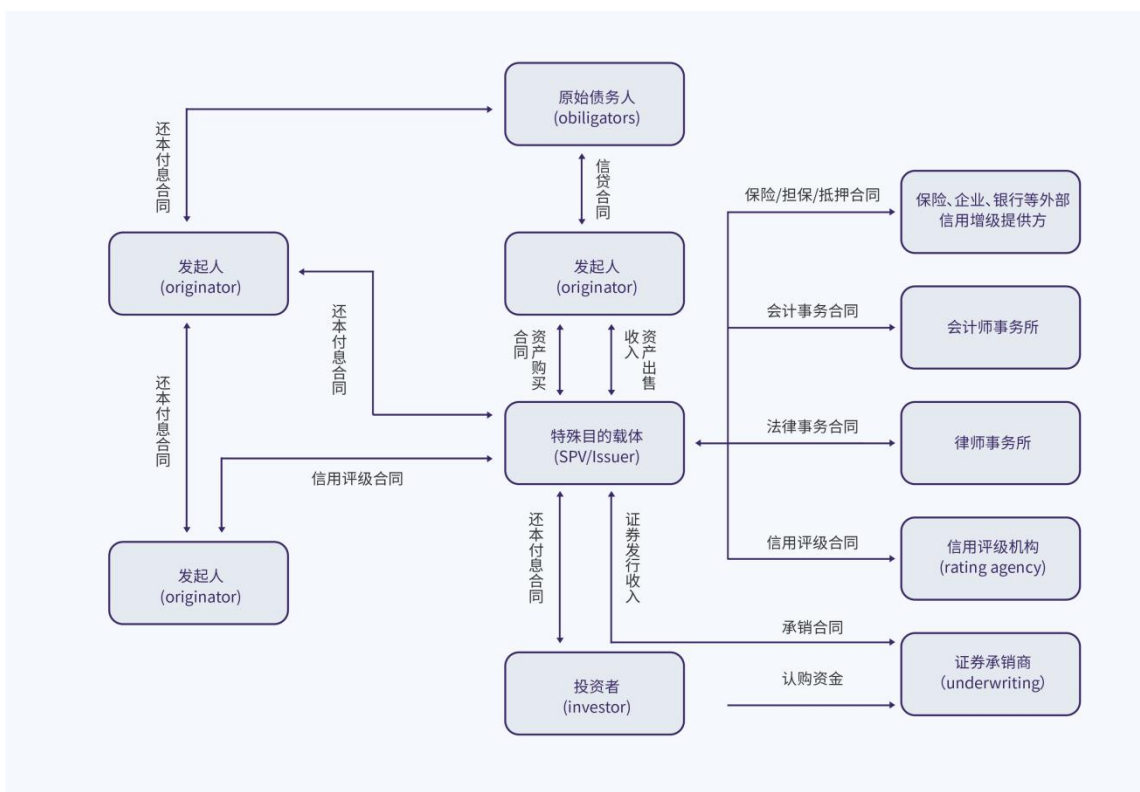 原始债务人
(obiligators)
还本付息合同
信贷合同
保险/担保/抵押合同
保险、企业、银行等外部
信用增级提供方
发起人
(originator)
发起人
(originator)
还本付息合同
资产购买
合同
资产出售
收入
会计事务合同
会计师事务所
还本付息合同
特殊目的载体
(SPV/Issuer)
法律事务合同
律师事务所
信用评级合同
还本付息合同
证券发行收入
信用评级合同
信用评级机构
(rating agency)
发起人
(originator)
承销合同
证券承销商
(underwriting)
投资者
(investor)
认购资金